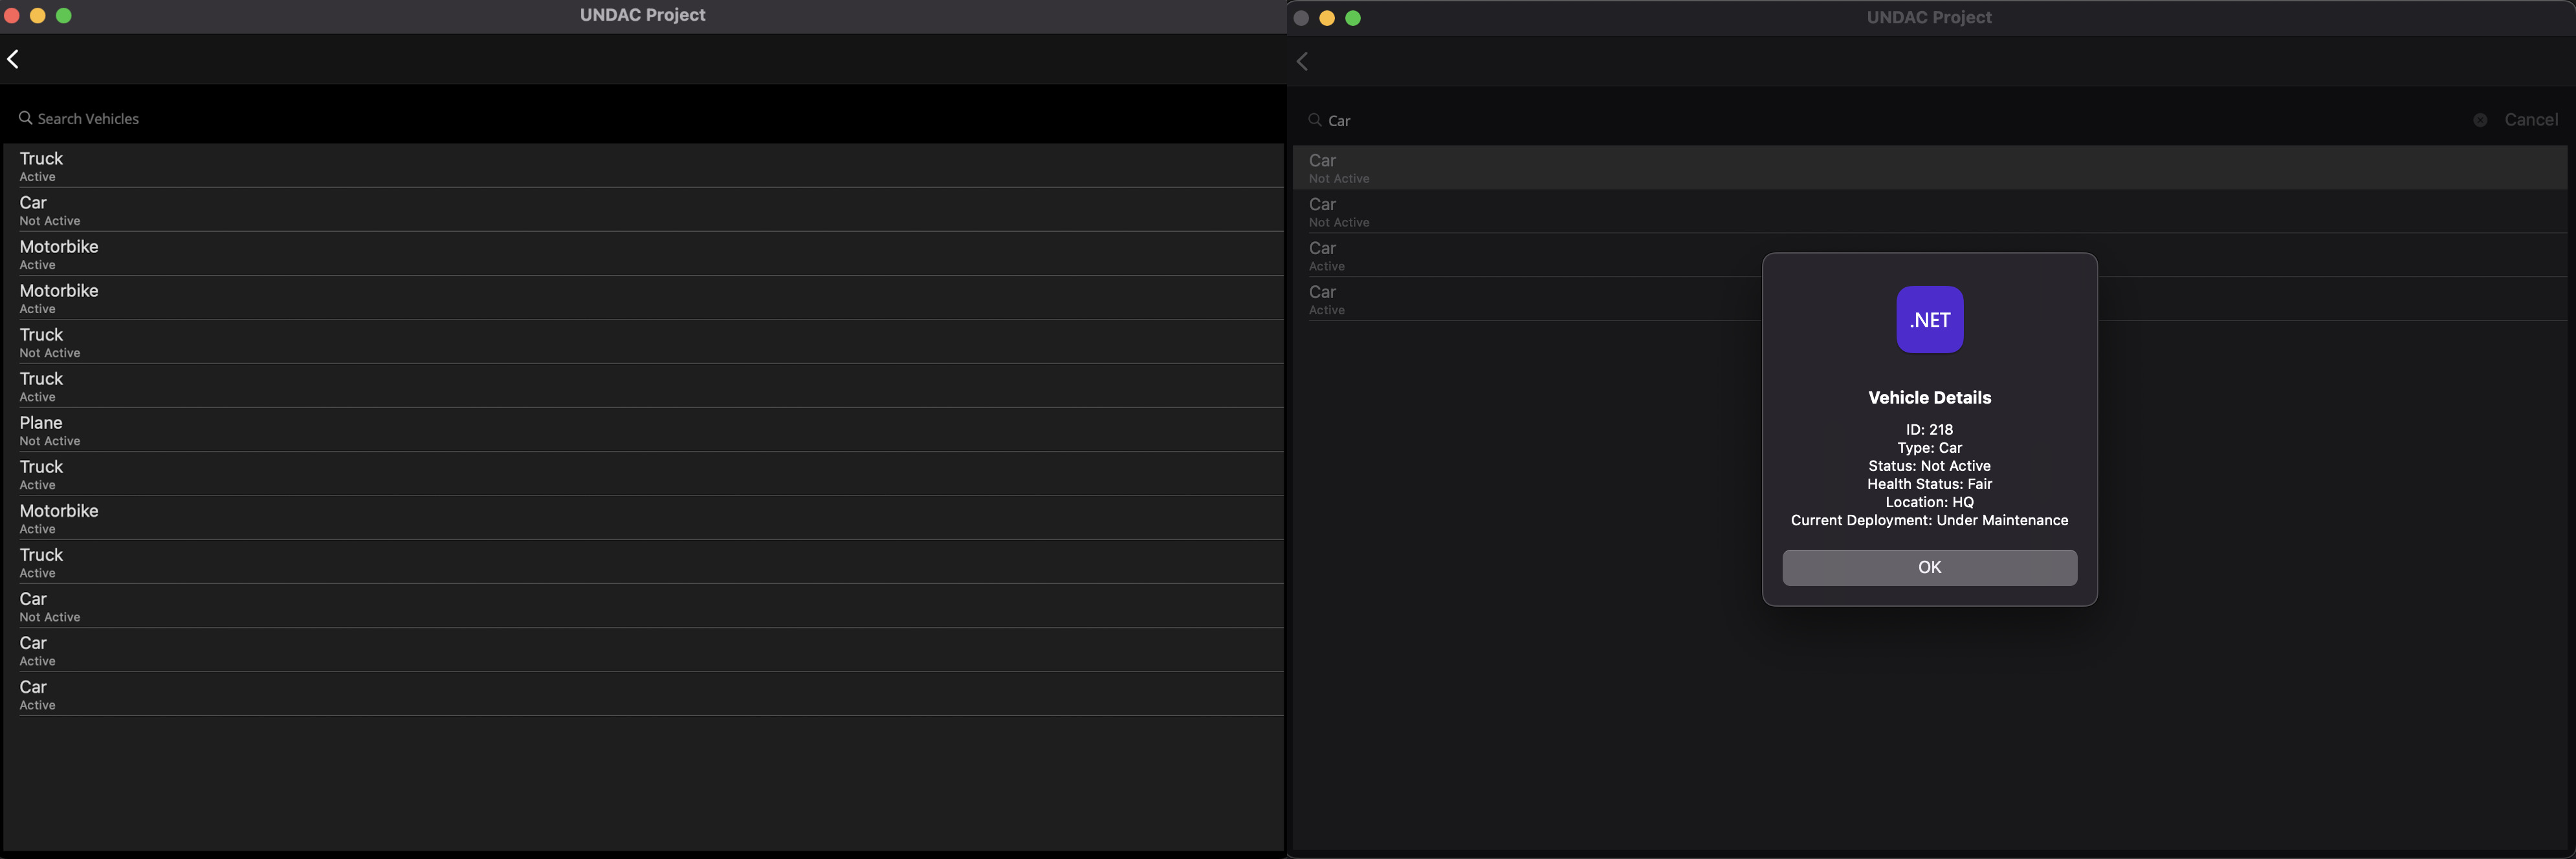 UNDAC Project
Search Vehicles
Truck
Active
Car
Not Active
Motorbike
Active
Motorbike
Active
Truck
Not Active
Truck
Active
Plane
Not Active
Truck
Active
Motorbike
Active
Truck
Active
Car
Not Active
Car
Active
Car
Active
UNDAC Project
Car
Cancel
Car
Not Active
Car
Not Active
Car
Active
Car
Active
.NET
Vehicle Details
ID: 218
Type: Car
Status: Not Active
Health Status: Fair
Location: HQ
Current Deployment: Under Maintenance
OK